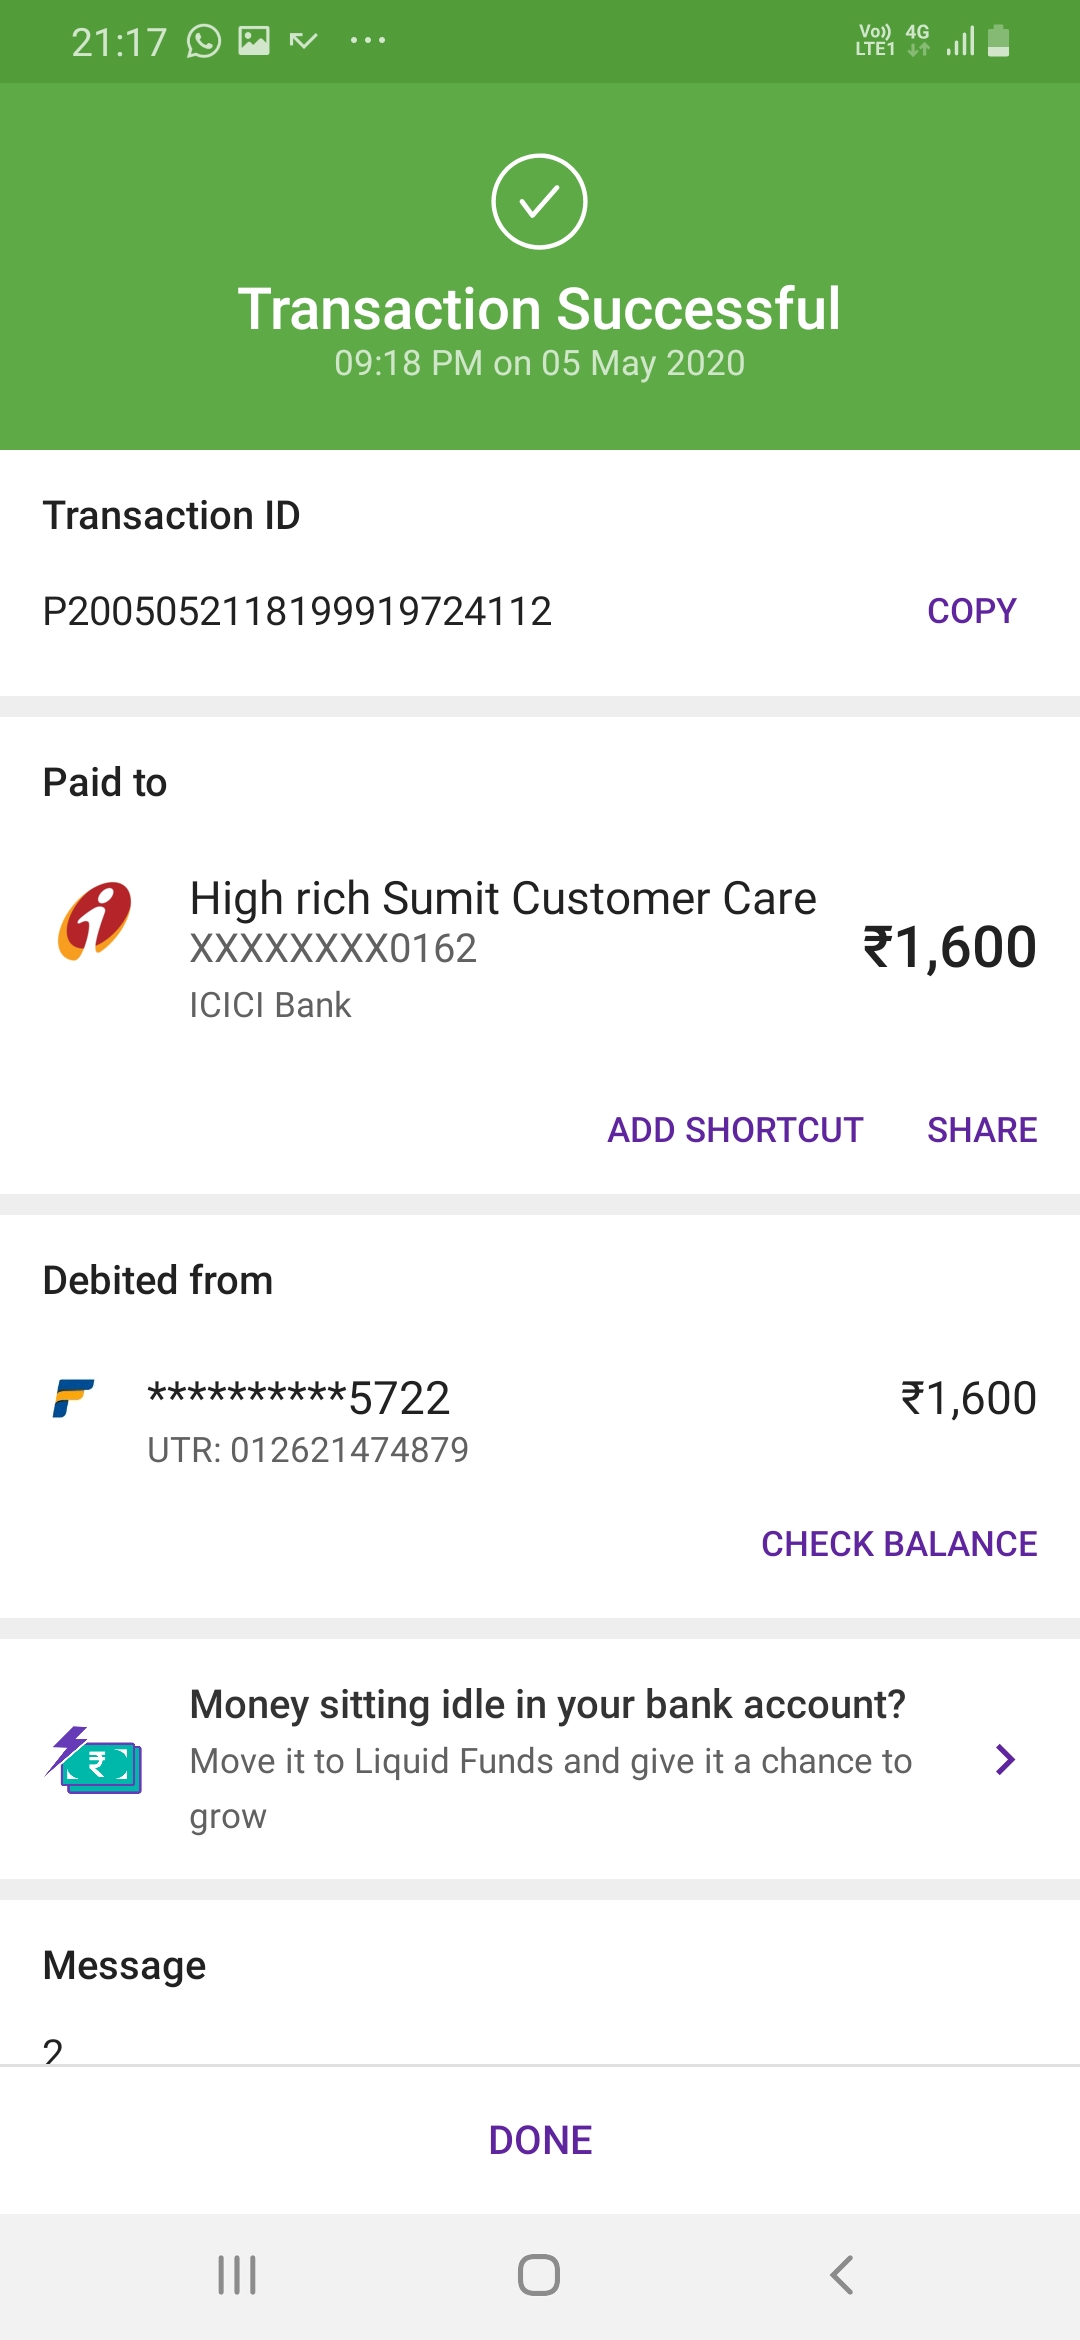 21:17
Vo)) 4G
LTE1
Transaction Successful
09:18 PM on 05 May 2020
Transaction ID
P2005052118199919724112
COPY
Paid to
High rich Sumit Customer Care
XXXXXXXX0162
₹1,600
ICICI Bank
ADD SHORTCUT SHARE
Debited from
**********5722
₹1,600
UTR: 012621474879
CHECK BALANCE
Money sitting idle in your bank account?
Move it to Liquid Funds and give it a chance to
grow
Message
2
DONE